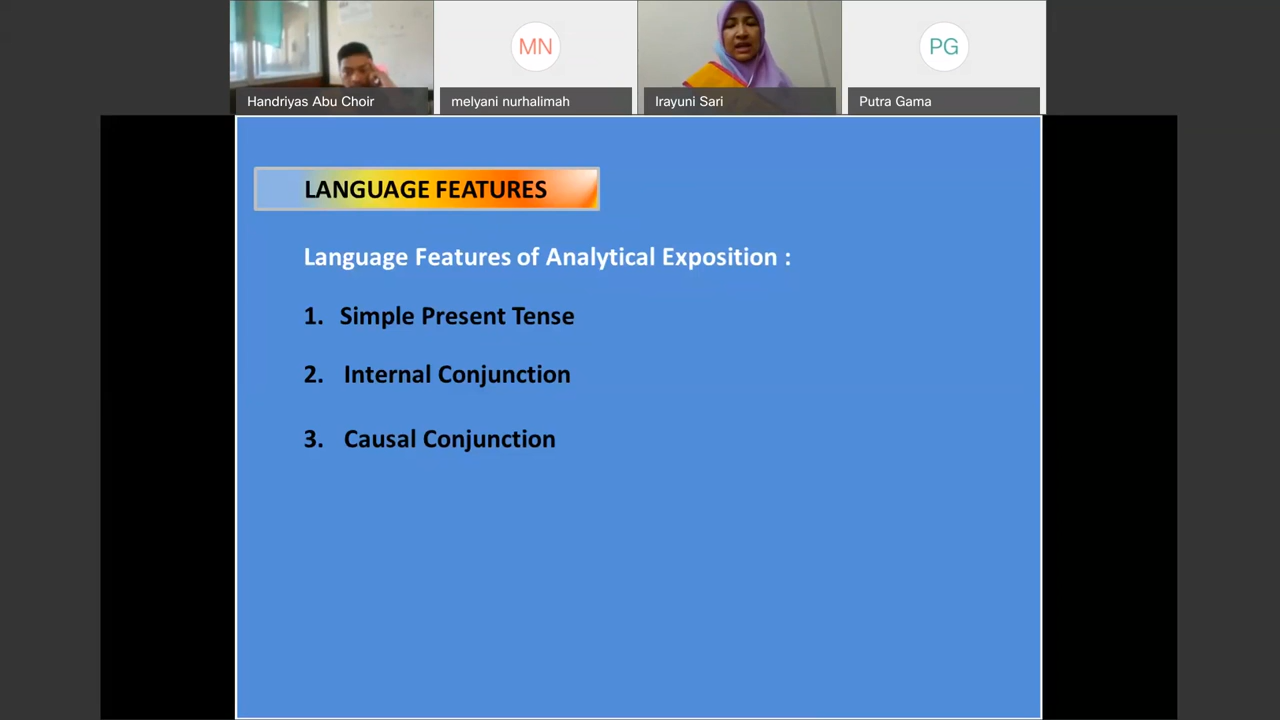 Handriyas Abu Choir
MN
melyani nurhalimah
Irayuni Sari
PG
Putra Gama
LANGUAGE FEATURES
Language Features of Analytical Exposition :
1. Simple Present Tense
2. Internal Conjunction
3. Causal Conjunction